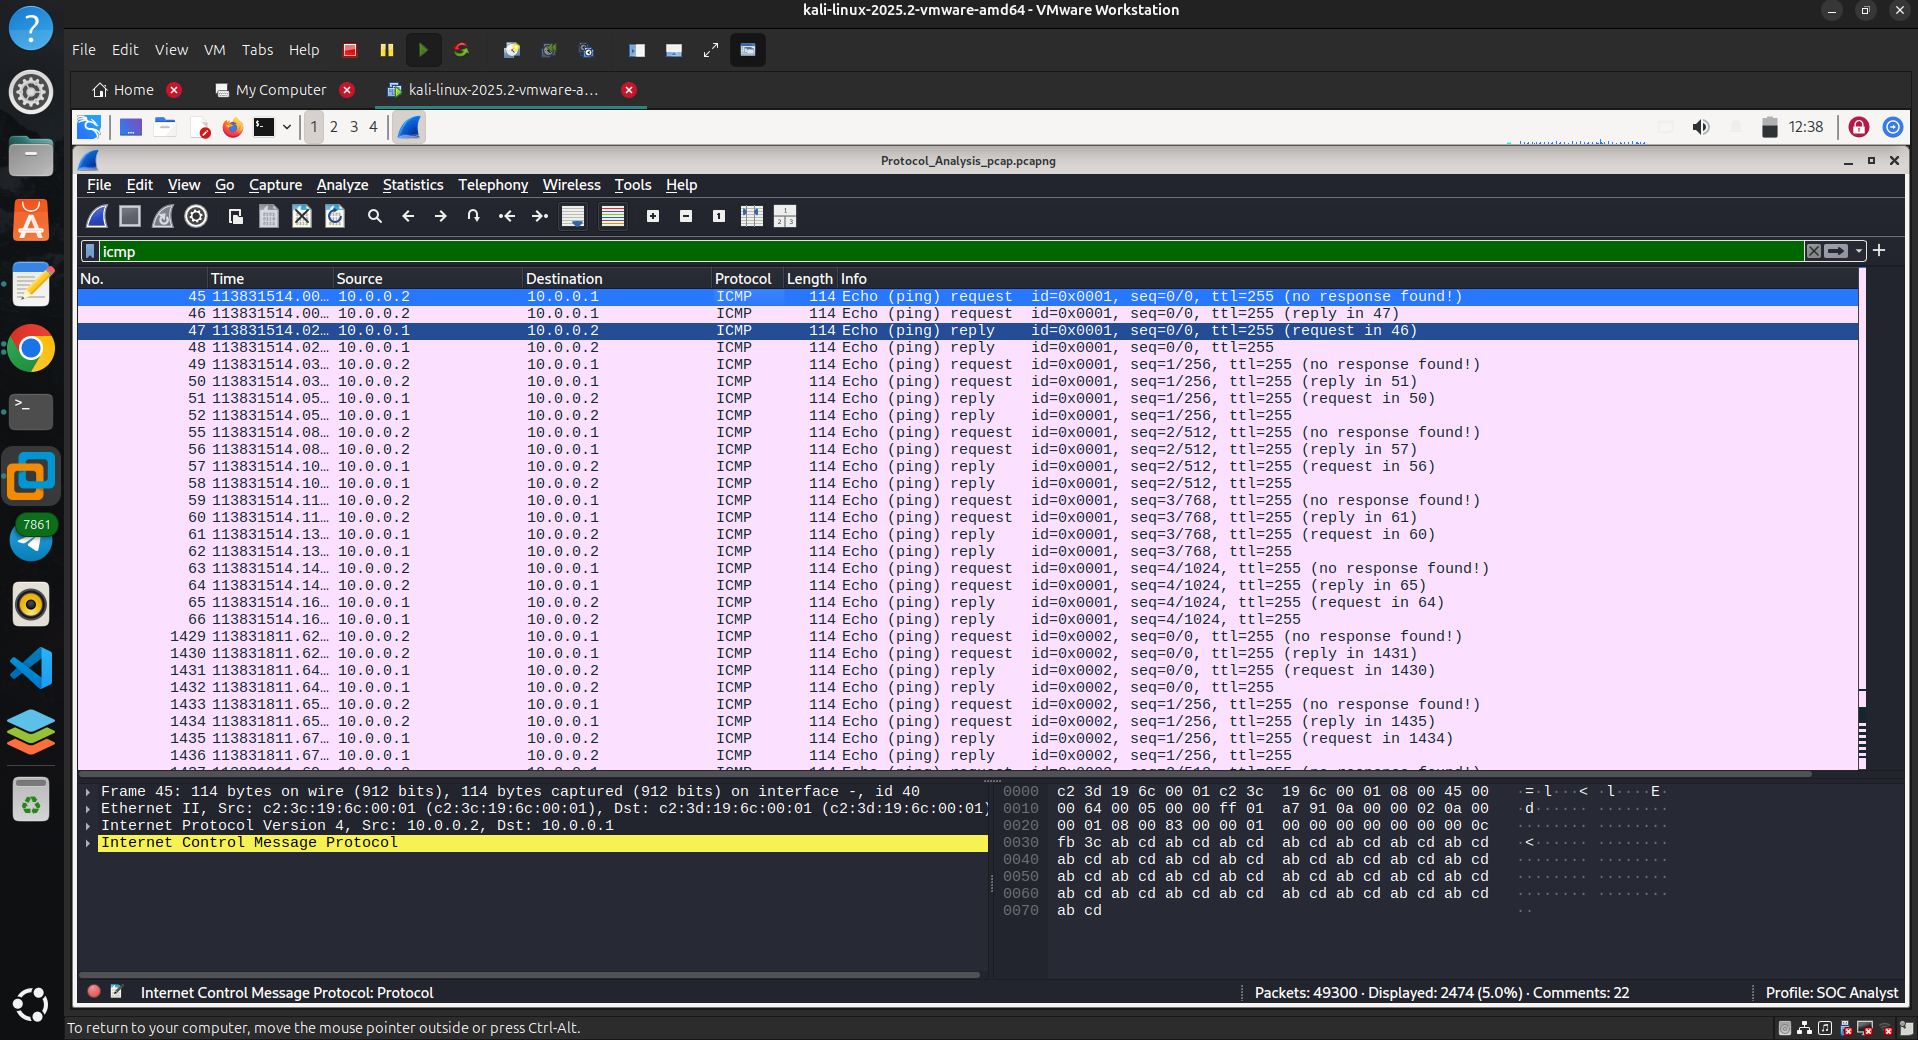 kali-linux-2025.2-vmware-amd64 - VMware Workstation
File Edit View VM Tabs Help
Home My Computer kali-linux-2025.2-vmware-a...
1 2 3 4 12:38
Protocol_Analysis_pcap.pcapng
File Edit View Go Capture Analyze Statistics Telephony Wireless Tools Help
icmp
No. Time Source Destination Protocol Length Info
45 113831514.00… 10.0.0.2 10.0.0.1 ICMP 114 Echo (ping) request id=0x0001, seq=0/0, ttl=255 (no response found!)
46 113831514.00… 10.0.0.2 10.0.0.1 ICMP 114 Echo (ping) request id=0x0001, seq=0/0, ttl=255 (reply in 47)
47 113831514.02… 10.0.0.1 10.0.0.2 ICMP 114 Echo (ping) reply id=0x0001, seq=0/0, ttl=255 (request in 46)
48 113831514.02… 10.0.0.1 10.0.0.2 ICMP 114 Echo (ping) reply id=0x0001, seq=0/0, ttl=255
49 113831514.03… 10.0.0.2 10.0.0.1 ICMP 114 Echo (ping) request id=0x0001, seq=1/256, ttl=255 (no response found!)
50 113831514.03… 10.0.0.2 10.0.0.1 ICMP 114 Echo (ping) request id=0x0001, seq=1/256, ttl=255 (reply in 51)
51 113831514.05… 10.0.0.1 10.0.0.2 ICMP 114 Echo (ping) reply id=0x0001, seq=1/256, ttl=255 (request in 50)
52 113831514.05… 10.0.0.1 10.0.0.2 ICMP 114 Echo (ping) reply id=0x0001, seq=1/256, ttl=255
55 113831514.08… 10.0.0.2 10.0.0.1 ICMP 114 Echo (ping) request id=0x0001, seq=2/512, ttl=255 (no response found!)
56 113831514.08… 10.0.0.2 10.0.0.1 ICMP 114 Echo (ping) request id=0x0001, seq=2/512, ttl=255 (reply in 57)
57 113831514.10… 10.0.0.1 10.0.0.2 ICMP 114 Echo (ping) reply id=0x0001, seq=2/512, ttl=255 (request in 56)
58 113831514.10… 10.0.0.1 10.0.0.2 ICMP 114 Echo (ping) reply id=0x0001, seq=2/512, ttl=255
59 113831514.11… 10.0.0.2 10.0.0.1 ICMP 114 Echo (ping) request id=0x0001, seq=3/768, ttl=255 (no response found!)
60 113831514.11… 10.0.0.2 10.0.0.1 ICMP 114 Echo (ping) request id=0x0001, seq=3/768, ttl=255 (reply in 61)
61 113831514.13… 10.0.0.1 10.0.0.2 ICMP 114 Echo (ping) reply id=0x0001, seq=3/768, ttl=255 (request in 60)
62 113831514.13… 10.0.0.1 10.0.0.2 ICMP 114 Echo (ping) reply id=0x0001, seq=3/768, ttl=255
63 113831514.14… 10.0.0.2 10.0.0.1 ICMP 114 Echo (ping) request id=0x0001, seq=4/1024, ttl=255 (no response found!)
64 113831514.14… 10.0.0.2 10.0.0.1 ICMP 114 Echo (ping) request id=0x0001, seq=4/1024, ttl=255 (reply in 65)
65 113831514.16… 10.0.0.1 10.0.0.2 ICMP 114 Echo (ping) reply id=0x0001, seq=4/1024, ttl=255 (request in 64)
66 113831514.16… 10.0.0.1 10.0.0.2 ICMP 114 Echo (ping) reply id=0x0001, seq=4/1024, ttl=255
1429 113831811.62… 10.0.0.2 10.0.0.1 ICMP 114 Echo (ping) request id=0x0002, seq=0/0, ttl=255 (no response found!)
1430 113831811.62… 10.0.0.2 10.0.0.1 ICMP 114 Echo (ping) request id=0x0002, seq=0/0, ttl=255 (reply in 1431)
1431 113831811.64… 10.0.0.1 10.0.0.2 ICMP 114 Echo (ping) reply id=0x0002, seq=0/0, ttl=255 (request in 1430)
1432 113831811.64… 10.0.0.1 10.0.0.2 ICMP 114 Echo (ping) reply id=0x0002, seq=0/0, ttl=255
1433 113831811.65… 10.0.0.2 10.0.0.1 ICMP 114 Echo (ping) request id=0x0002, seq=1/256, ttl=255 (no response found!)
1434 113831811.65… 10.0.0.2 10.0.0.1 ICMP 114 Echo (ping) request id=0x0002, seq=1/256, ttl=255 (reply in 1435)
1435 113831811.67… 10.0.0.1 10.0.0.2 ICMP 114 Echo (ping) reply id=0x0002, seq=1/256, ttl=255 (request in 1434)
1436 113831811.67… 10.0.0.1 10.0.0.2 ICMP 114 Echo (ping) reply id=0x0002, seq=1/256, ttl=255
Frame 45: 114 bytes on wire (912 bits), 114 bytes captured (912 bits) on interface -, id 40
Ethernet II, Src: c2:3c:19:6c:00:01 (c2:3c:19:6c:00:01), Dst: c2:3d:19:6c:00:01 (c2:3d:19:6c:00:01)
Internet Protocol Version 4, Src: 10.0.0.2, Dst: 10.0.0.1
Internet Control Message Protocol
0000 c2 3d 19 6c 00 01 c2 3c 19 6c 00 01 08 00 45 00 ·=·l···< ·l····E·
0010 00 64 00 05 00 00 ff 01 a7 91 0a 00 00 02 0a 00 ·d······ ········
0020 00 01 08 00 83 00 00 01 00 00 00 00 00 00 00 0c ········ ········
0030 fb 3c ab cd ab cd ab cd ab cd ab cd ab cd ab cd ·<······ ········
0040 ab cd ab cd ab cd ab cd ab cd ab cd ab cd ab cd ········ ········
0050 ab cd ab cd ab cd ab cd ab cd ab cd ab cd ab cd ········ ········
0060 ab cd ab cd ab cd ab cd ab cd ab cd ab cd ab cd ········ ········
0070 ab cd ··
Internet Control Message Protocol: Protocol
Packets: 49300 · Displayed: 2474 (5.0%) · Comments: 22
Profile: SOC Analyst
To return to your computer, move the mouse pointer outside or press Ctrl-Alt.
7861